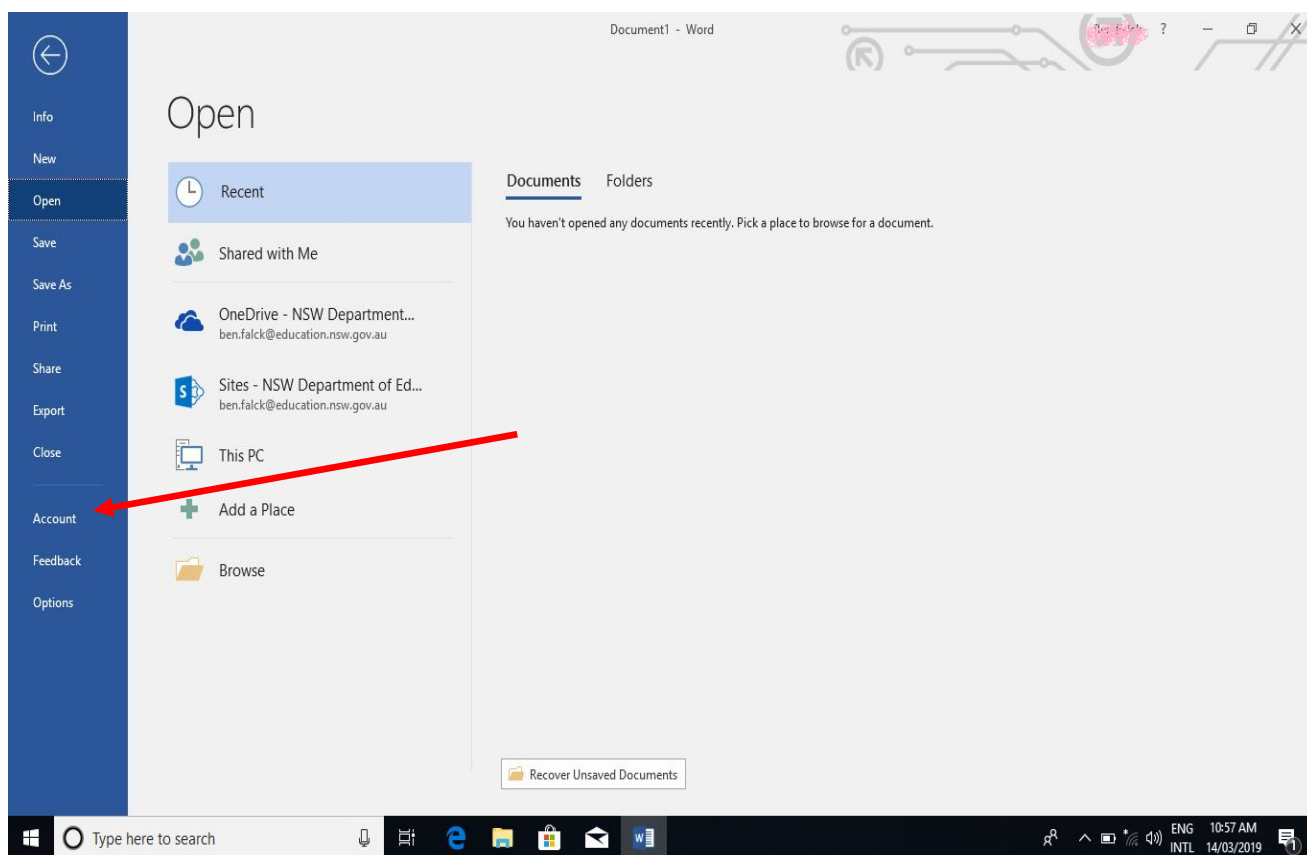 Document1 - Word
?
Info
New
Open
Save
Save As
Print
Share
Export
Close
Account
Feedback
Options
Open
Recent
Shared with Me
OneDrive - NSW Department...
ben.falck@education.nsw.gov.au
Sites - NSW Department of Ed...
ben.falck@education.nsw.gov.au
This PC
Add a Place
Browse
Documents Folders
You haven't opened any documents recently. Pick a place to browse for a document.
Recover Unsaved Documents
Type here to search
ENG 10:57 AM
INTL 14/03/2019
1